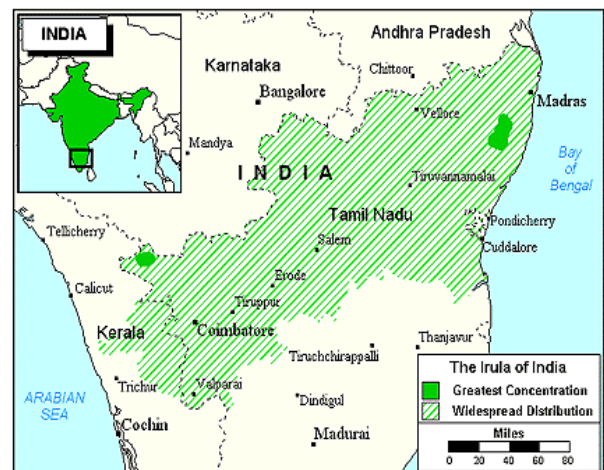 INDIA
Andhra Pradesh
Karnataka
Chittoor
Bangalore
Madras
Vellore
Mandya
Bay
of
Bengal
INDIA
Tiruvannamalai
Tamil Nadu
Pondicherry
Tellicherry
Salem
Cuddalore
Erode
Calicut
Tiruppur
Coimbatore
Kerala
Thanjavur
Tiruchchirappalli
The Irula of India
Greatest Concentration
Widespread Distribution
Miles
0 20 40 60 80
ARABIAN
SEA
Trichur
Valparai
Dindigul
Cochin
Madurai